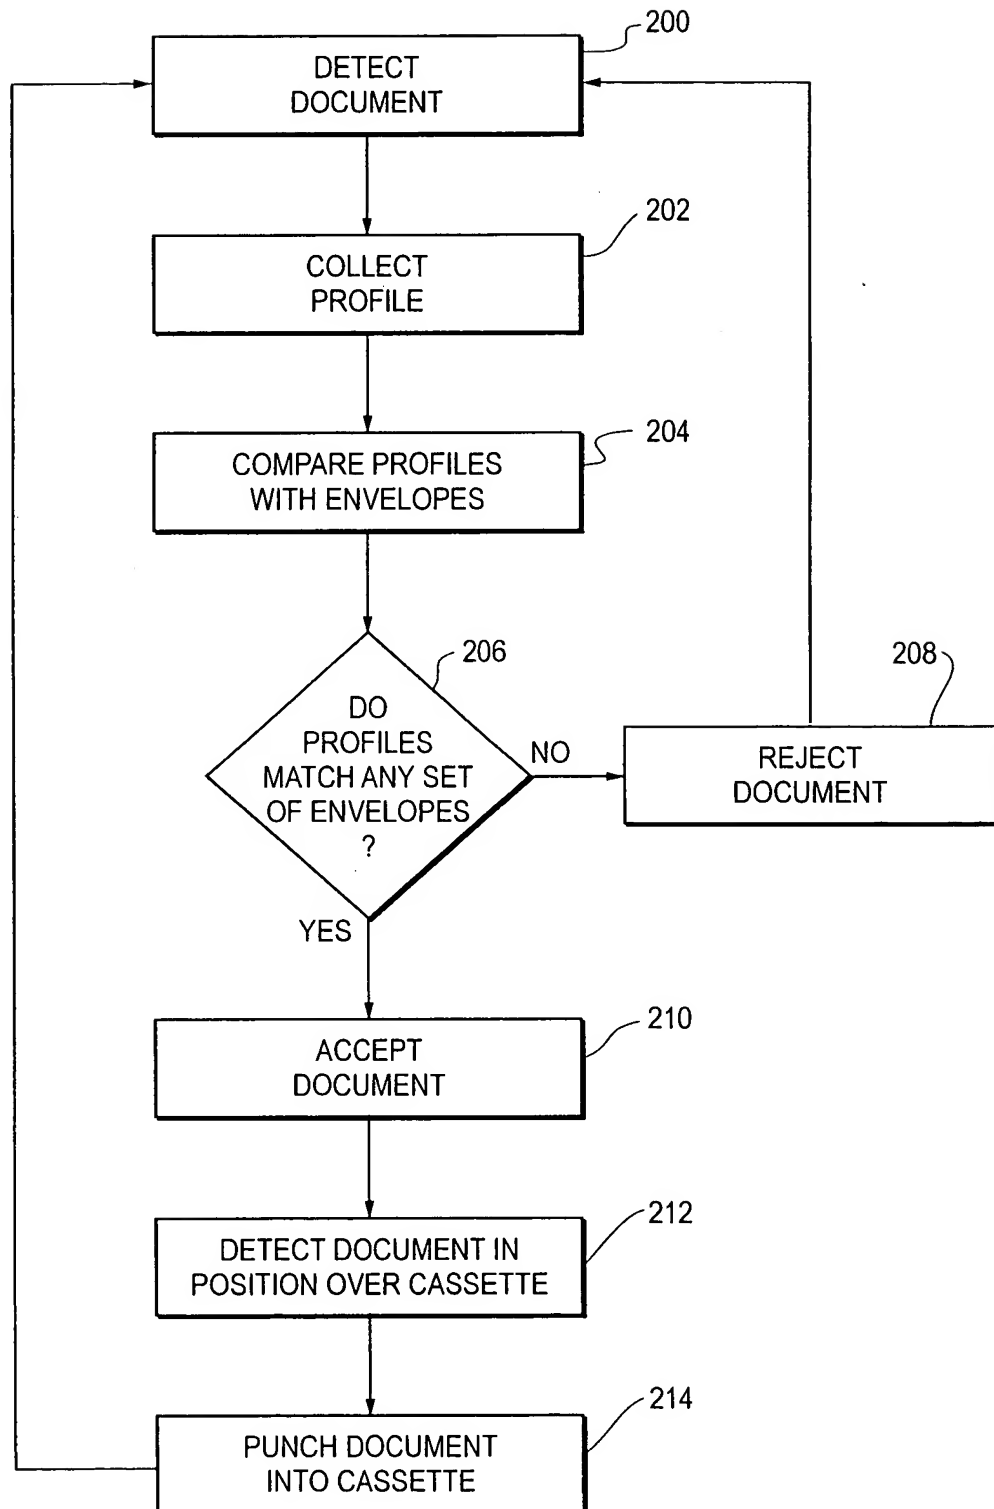 200
DETECT
DOCUMENT
202
COLLECT
PROFILE
204
COMPARE PROFILES
WITH ENVELOPES
206
DO
PROFILES
MATCH ANY SET
OF ENVELOPES
?
NO
208
REJECT
DOCUMENT
YES
210
ACCEPT
DOCUMENT
212
DETECT DOCUMENT IN
POSITION OVER CASSETTE
214
PUNCH DOCUMENT
INTO CASSETTE